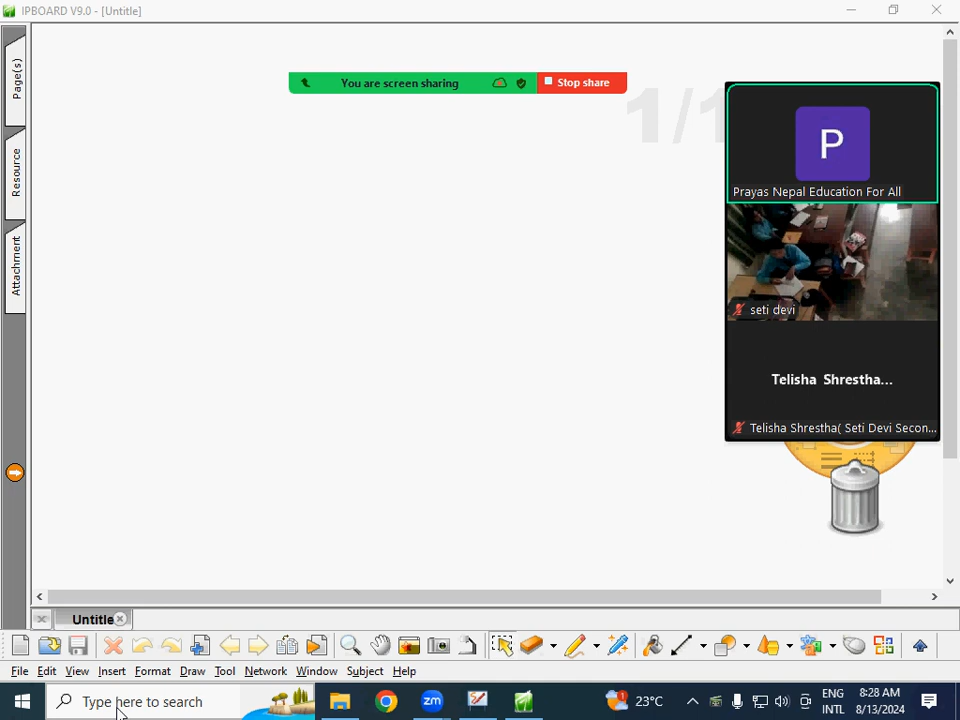 IPBOARD V9.0 - [Untitle]
Page(s)
Resource
Attachment
You are screen sharing
Stop share
1/1
P
Prayas Nepal Education For All
seti devi
Telisha Shrestha...
Telisha Shrestha( Seti Devi Secon...
Untitle
File Edit View Insert Format Draw Tool Network Window Subject Help
Type here to search
1
23°C
ENG
INTL
8:28 AM
8/13/2024